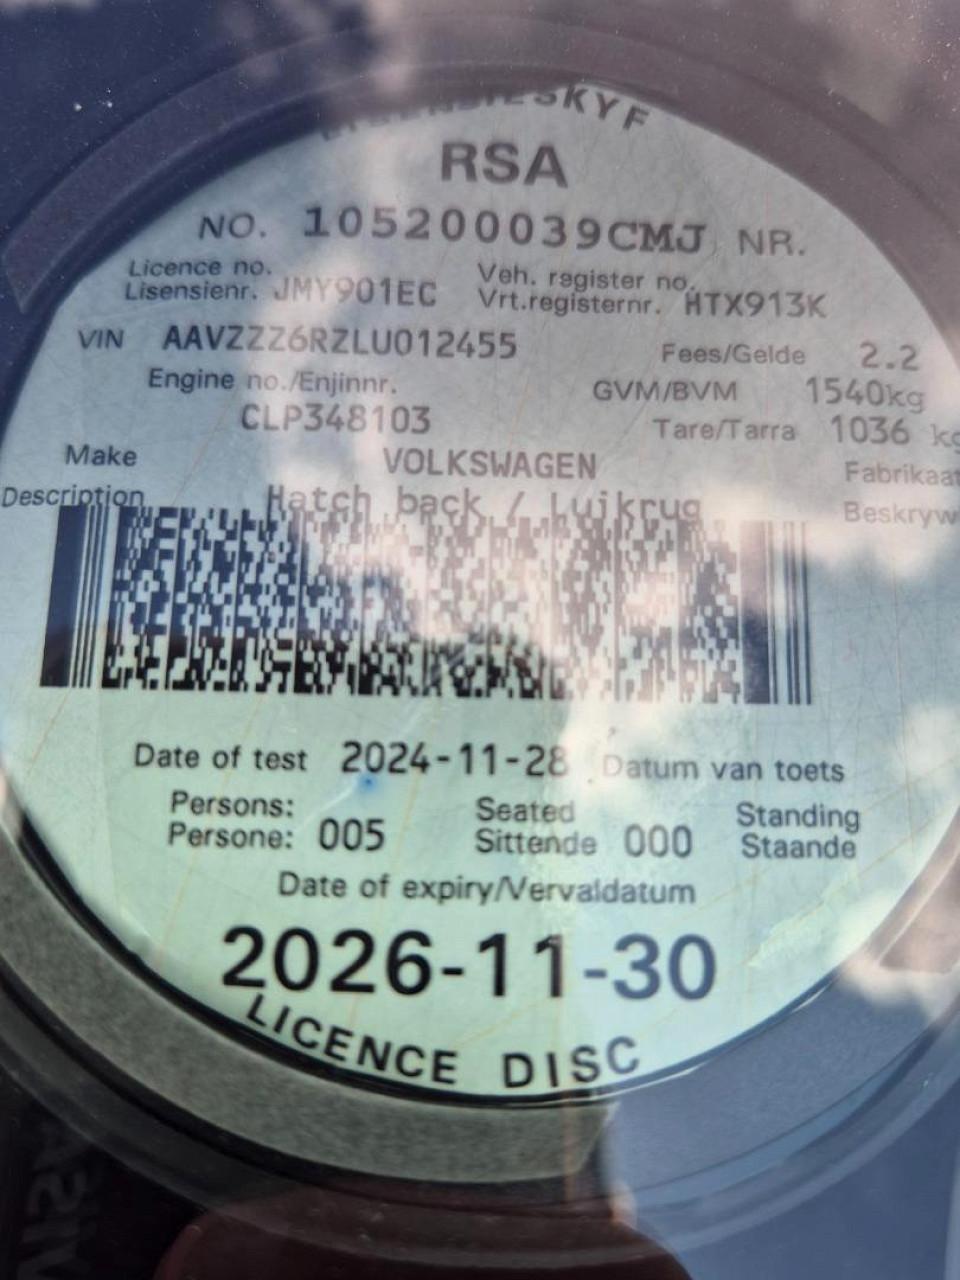 RSA
NO. 105200039CMJ NR.
Licence no. Veh. register no.
Lisensienr. JMY901EC Vrt.registernr. HTX913K
VIN AAVZZZ6RZLU012455 Fees/Gelde 2.2
Engine no./Enjinnr. GVM/BVM 1540kg
CLP348103 Tare/Tarra 1036 kg
Make VOLKSWAGEN Fabrikaat
Description Hatch back / Luikrug Beskryw
Date of test 2024-11-28 Datum van toets
Persons: Seated Standing
Persone: 005 Sittende 000 Staande
Date of expiry/Vervaldatum
2026-11-30
LICENCE DISC